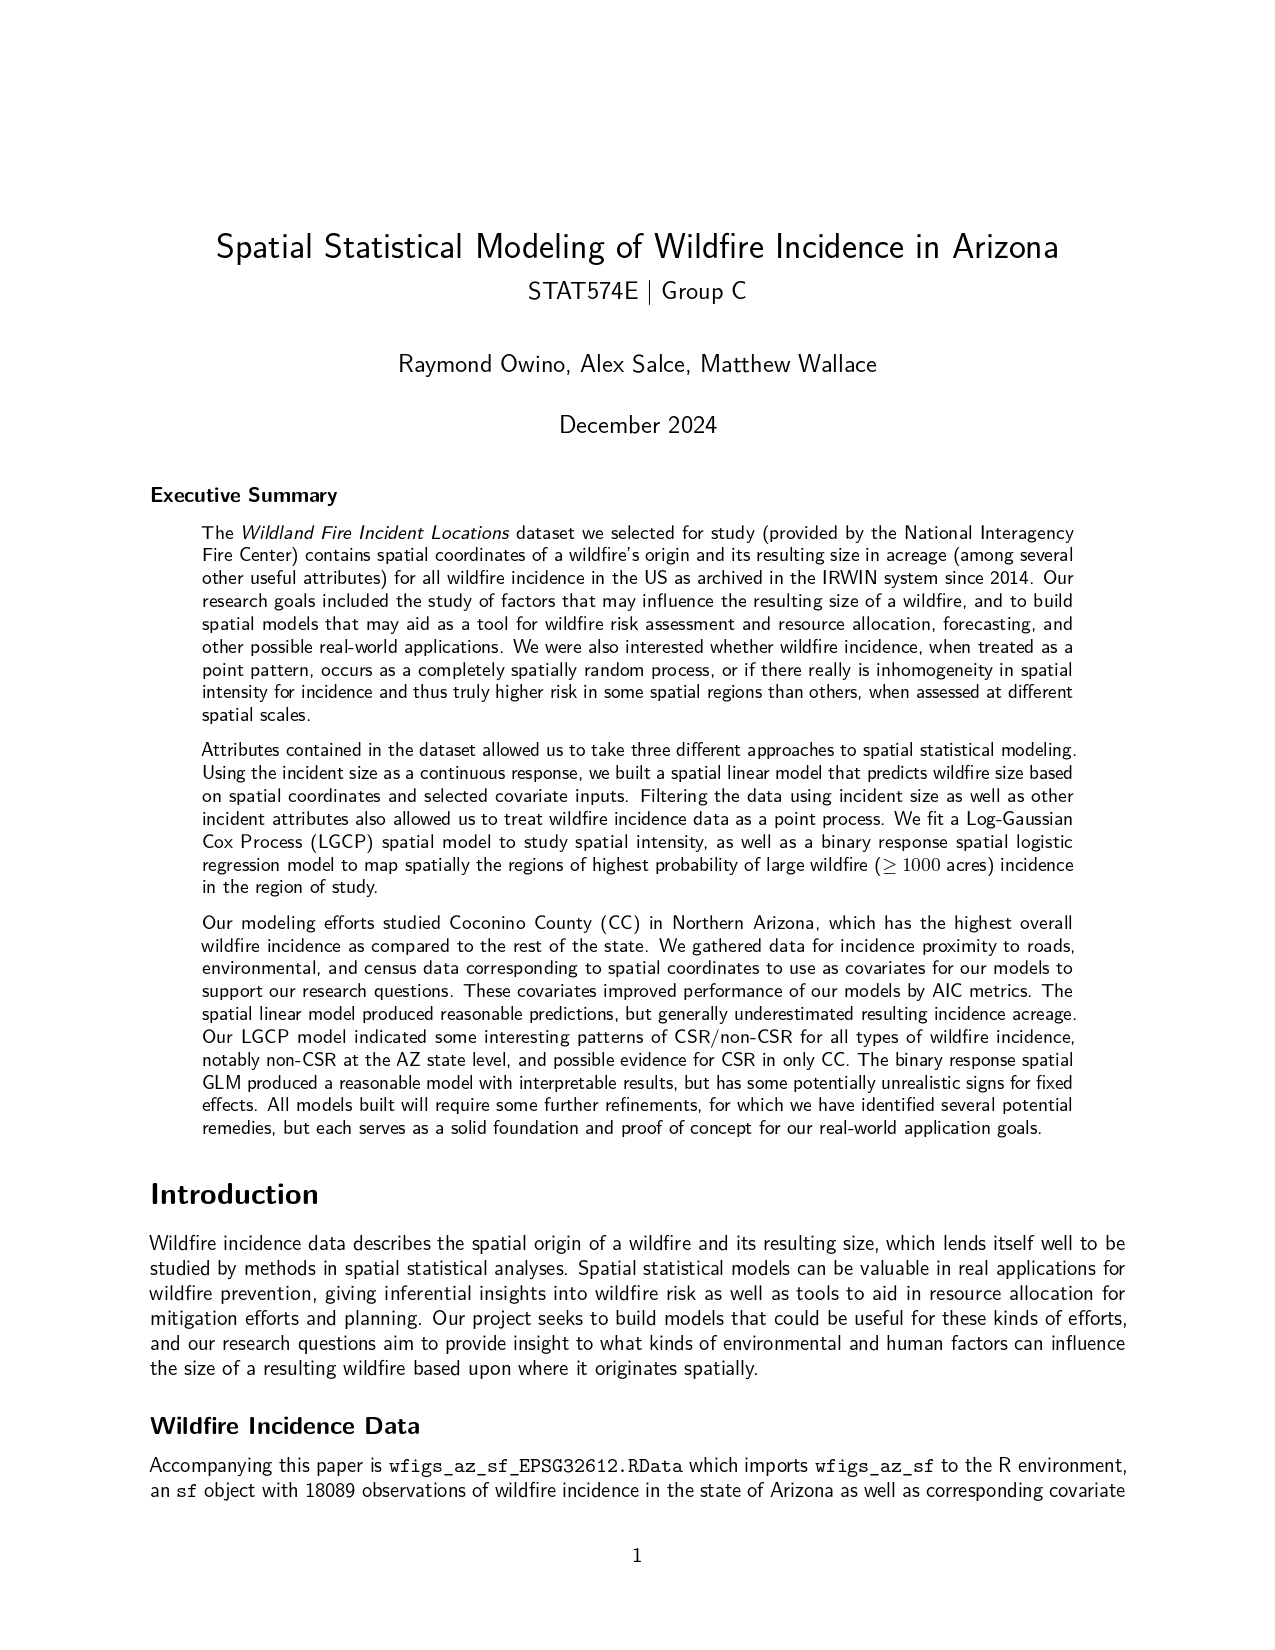 Spatial Statistical Modeling of Wildfire Incidence in Arizona
STAT574E | Group C
Raymond Owino, Alex Salce, Matthew Wallace
December 2024
Executive Summary
The Wildland Fire Incident Locations dataset we selected for study (provided by the National Interagency
Fire Center) contains spatial coordinates of a wildfire's origin and its resulting size in acreage (among several
other useful attributes) for all wildfire incidence in the US as archived in the IRWIN system since 2014. Our
research goals included the study of factors that may influence the resulting size of a wildfire, and to build
spatial models that may aid as a tool for wildfire risk assessment and resource allocation, forecasting, and
other possible real-world applications. We were also interested whether wildfire incidence, when treated as a
point pattern, occurs as a completely spatially random process, or if there really is inhomogeneity in spatial
intensity for incidence and thus truly higher risk in some spatial regions than others, when assessed at different
spatial scales.
Attributes contained in the dataset allowed us to take three different approaches to spatial statistical modeling.
Using the incident size as a continuous response, we built a spatial linear model that predicts wildfire size based
on spatial coordinates and selected covariate inputs. Filtering the data using incident size as well as other
incident attributes also allowed us to treat wildfire incidence data as a point process. We fit a Log-Gaussian
Cox Process (LGCP) spatial model to study spatial intensity, as well as a binary response spatial logistic
regression model to map spatially the regions of highest probability of large wildfire (≥ 1000 acres) incidence
in the region of study.
Our modeling efforts studied Coconino County (CC) in Northern Arizona, which has the highest overall
wildfire incidence as compared to the rest of the state. We gathered data for incidence proximity to roads,
environmental, and census data corresponding to spatial coordinates to use as covariates for our models to
support our research questions. These covariates improved performance of our models by AIC metrics. The
spatial linear model produced reasonable predictions, but generally underestimated resulting incidence acreage.
Our LGCP model indicated some interesting patterns of CSR/non-CSR for all types of wildfire incidence,
notably non-CSR at the AZ state level, and possible evidence for CSR in only CC. The binary response spatial
GLM produced a reasonable model with interpretable results, but has some potentially unrealistic signs for fixed
effects. All models built will require some further refinements, for which we have identified several potential
remedies, but each serves as a solid foundation and proof of concept for our real-world application goals.
Introduction
Wildfire incidence data describes the spatial origin of a wildfire and its resulting size, which lends itself well to be
studied by methods in spatial statistical analyses. Spatial statistical models can be valuable in real applications for
wildfire prevention, giving inferential insights into wildfire risk as well as tools to aid in resource allocation for
mitigation efforts and planning. Our project seeks to build models that could be useful for these kinds of efforts,
and our research questions aim to provide insight to what kinds of environmental and human factors can influence
the size of a resulting wildfire based upon where it originates spatially.
Wildfire Incidence Data
Accompanying this paper is wfigs_az_sf_EPSG32612.RData which imports wfigs_az_sf to the R environment,
an sf object with 18089 observations of wildfire incidence in the state of Arizona as well as corresponding covariate
1